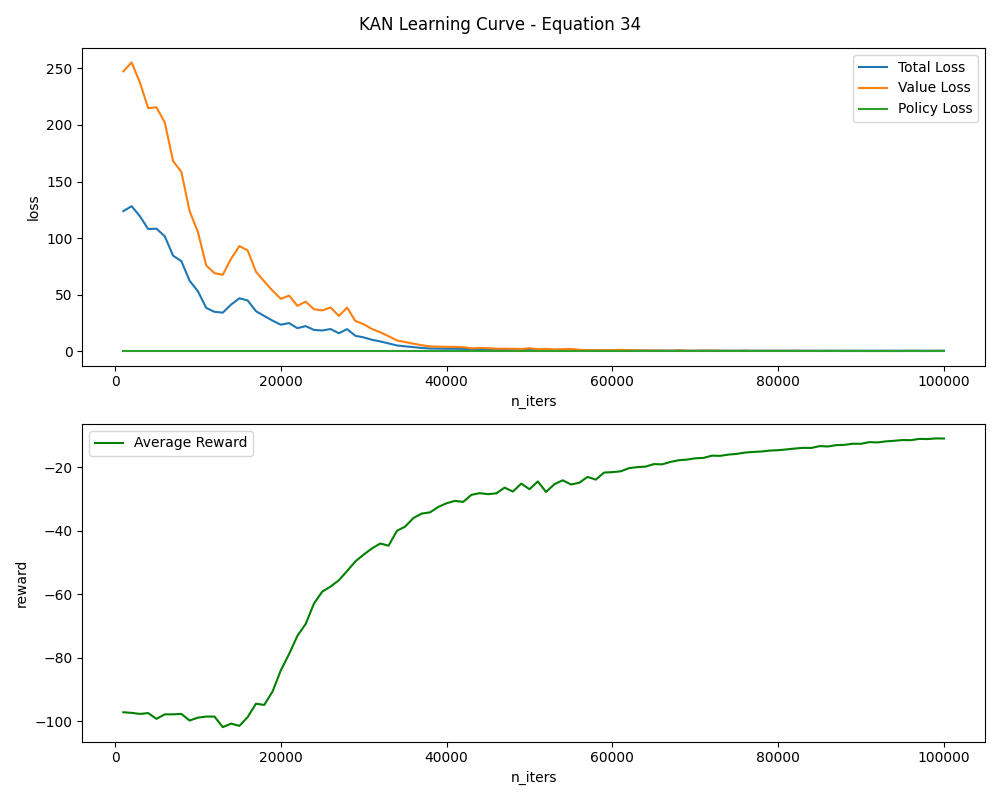 KAN Learning Curve - Equation 34
250
200
150
100
50
0
loss
Total Loss
Value Loss
Policy Loss
0 20000 40000 60000 80000 100000
n_iters
Average Reward
−20
−40
−60
−80
−100
reward
0 20000 40000 60000 80000 100000
n_iters